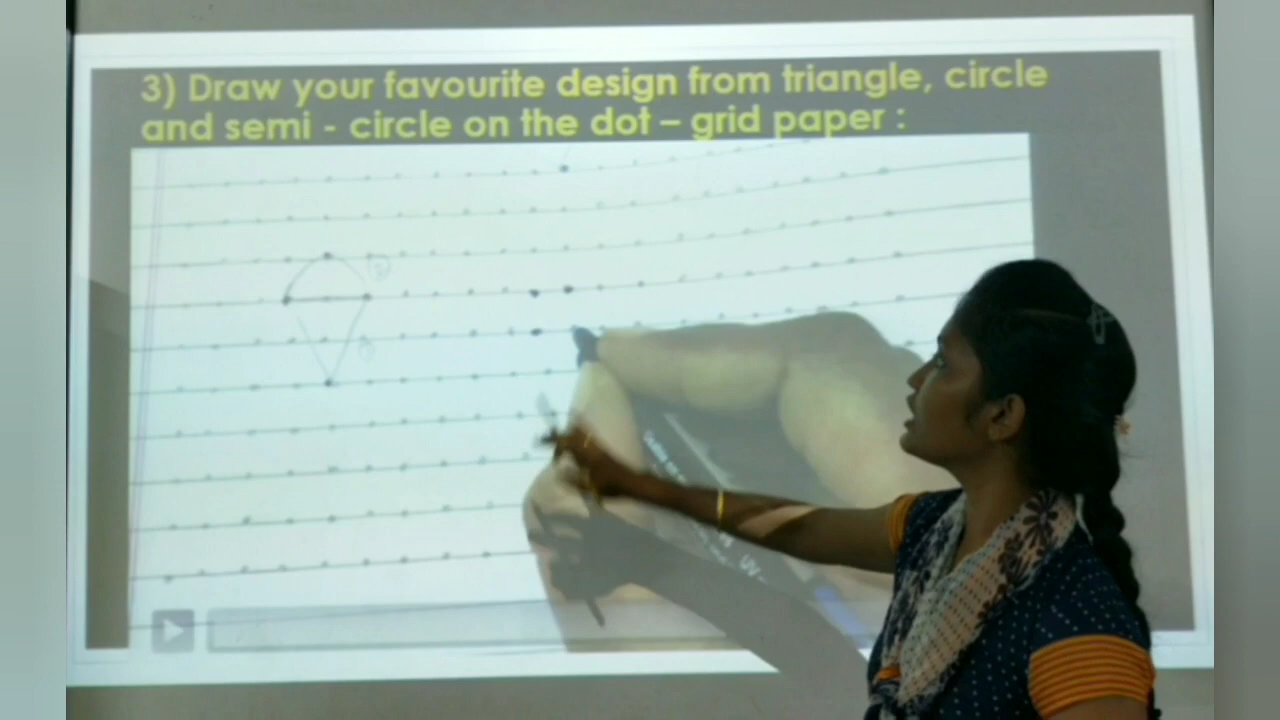 3) Draw your favourite design from triangle, circle
and semi - circle on the dot – grid paper :